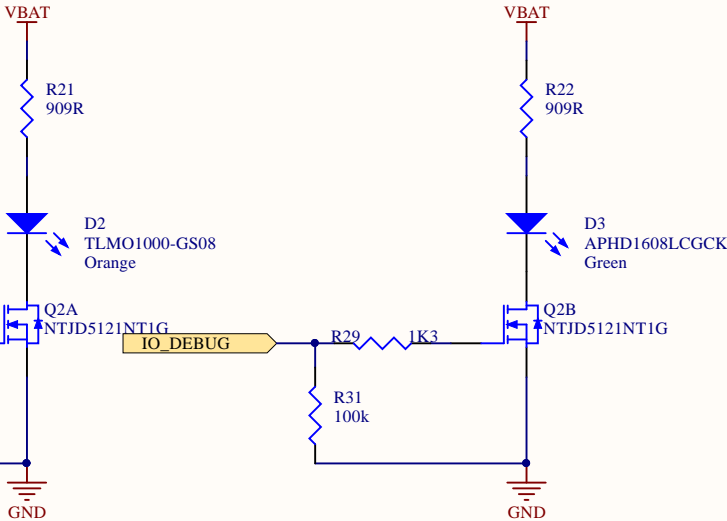 VBAT
VBAT
R21
909R
R22
909R
D2
TLMO1000-GS08
Orange
D3
APHD1608LCGCK
Green
Q2A
NTJD5121NT1G
Q2B
NTJD5121NT1G
IO_DEBUG
R29
1K3
R31
100k
GND
GND